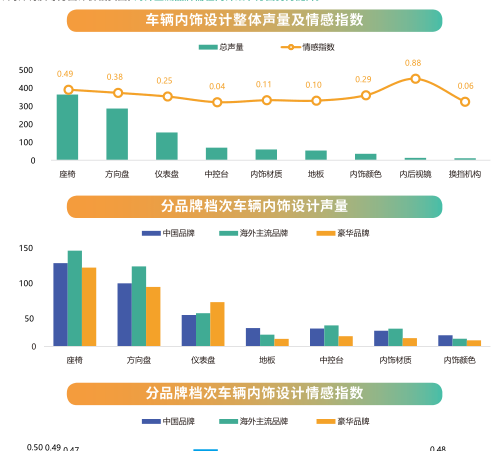 车辆内饰设计整体声量及情感指数
总声量 情感指数
0.49 0.38 0.25 0.04 0.11 0.10 0.29 0.88 0.06
500
400
300
200
100
0
座椅 方向盘 仪表盘 中控台 内饰材质 地板 内饰颜色 内后视镜 换挡机构
分品牌档次车辆内饰设计声量
中国品牌 海外主流品牌 豪华品牌
150
100
50
0
座椅 方向盘 仪表盘 地板 中控台 内饰材质 内饰颜色
分品牌档次车辆内饰设计情感指数
中国品牌 海外主流品牌 豪华品牌
0.50 0.49 0.47 0.48